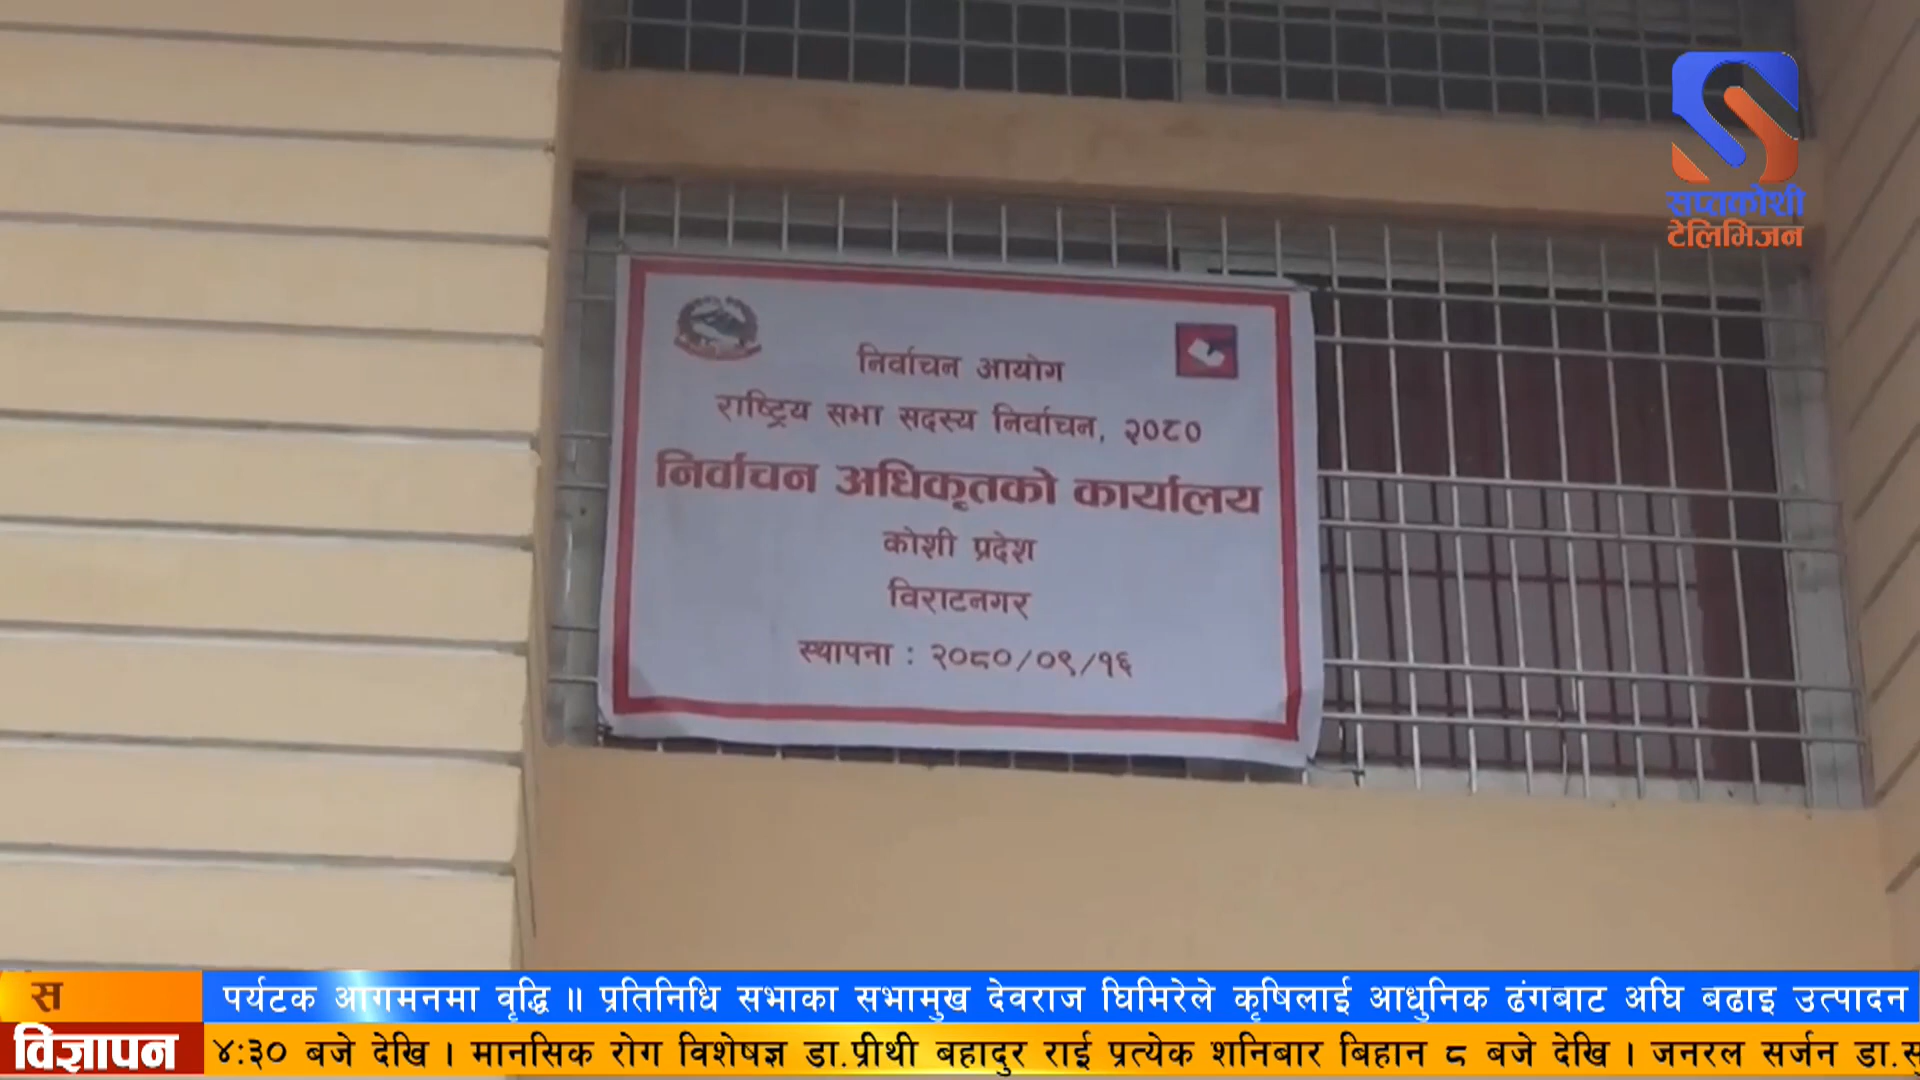 सप्तकोशी
टेलिभिजन
निर्वाचन आयोग
राष्ट्रिय सभा सदस्य निर्वाचन, २०८०
निर्वाचन अधिकृतको कार्यालय
कोशी प्रदेश
विराटनगर
स्थापना : २०८०/०९/१६
स पर्यटक आगमनमा वृद्धि ॥ प्रतिनिधि सभाका सभामुख देवराज घिमिरेले कृषिलाई आधुनिक ढंगबाट अघि बढाइ उत्पादन
विज्ञापन ४:३० बजे देखि । मानसिक रोग विशेषज्ञ डा.प्रीथी बहादुर राई प्रत्येक शनिबार बिहान ८ बजे देखि । जनरल सर्जन डा.सु